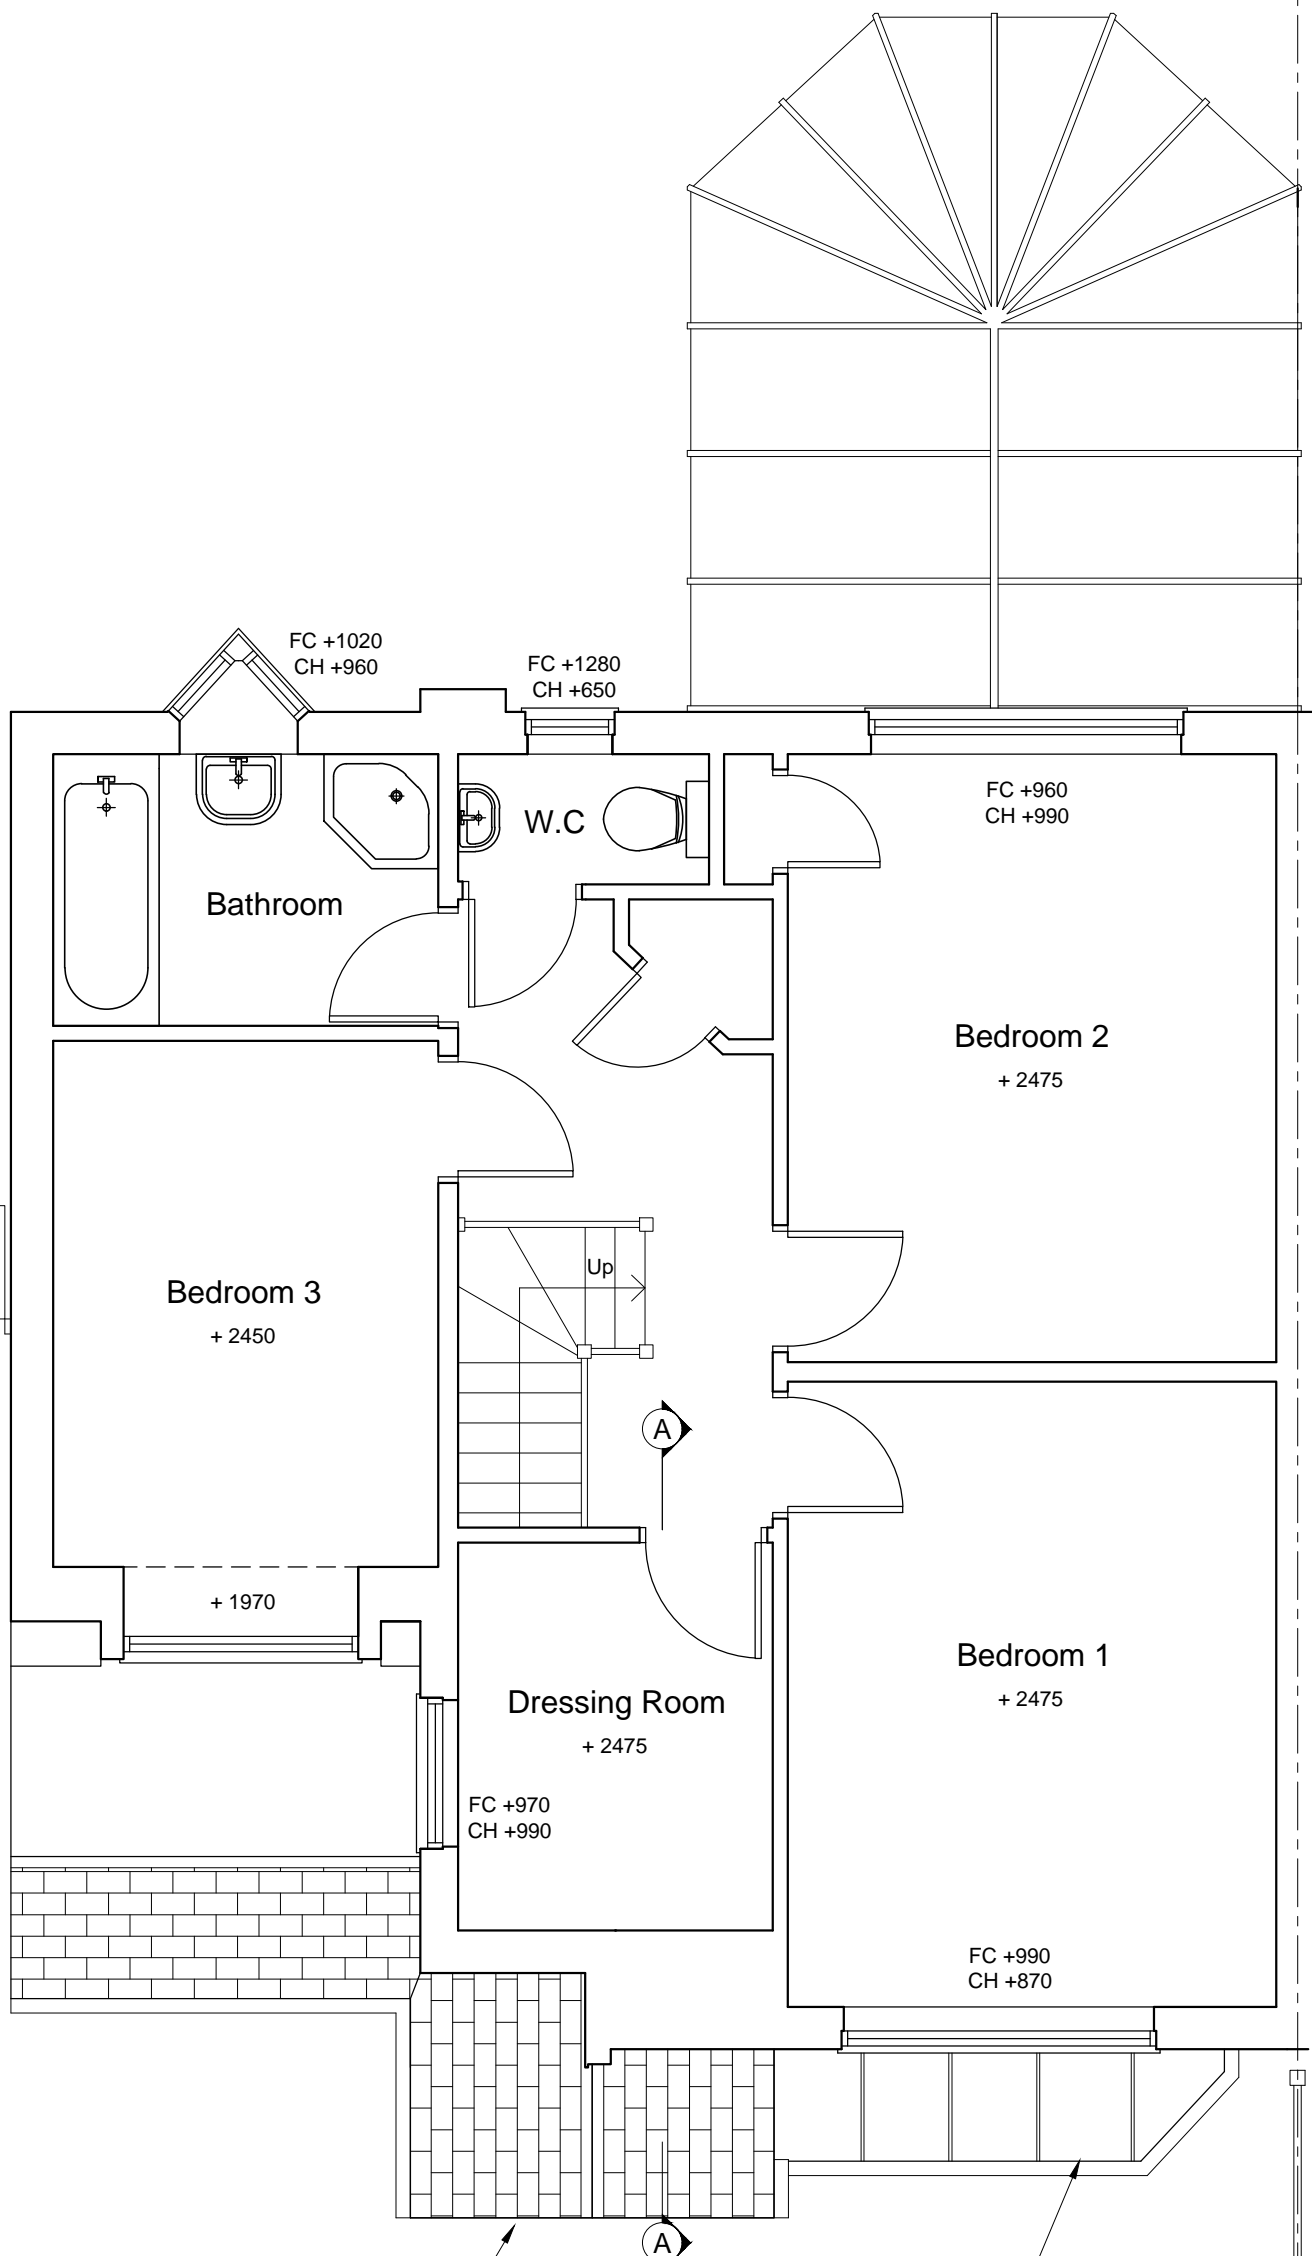 FC +1020
CH +960
FC +1280
CH +650
W.C
FC +960
CH +990
Bathroom
Bedroom 2
+ 2475
Up
Bedroom 3
+ 2450
A
+ 1970
Bedroom 1
+ 2475
Dressing Room
+ 2475
FC +970
CH +990
FC +990
CH +870
A